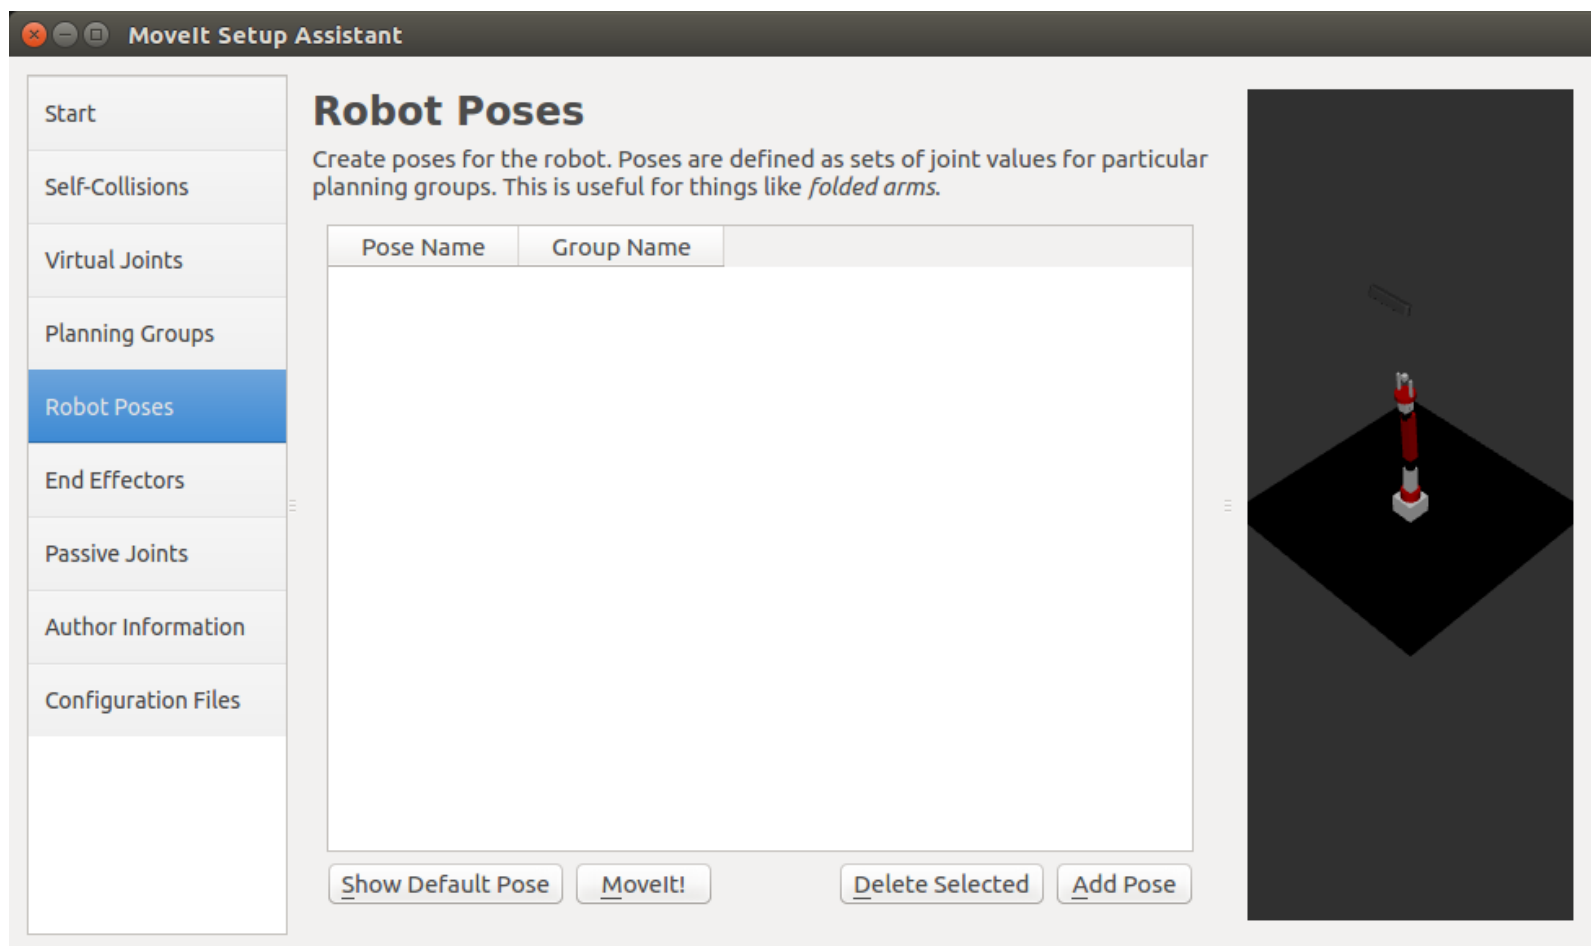 MoveIt Setup Assistant
Start
Self-Collisions
Virtual Joints
Planning Groups
Robot Poses
End Effectors
Passive Joints
Author Information
Configuration Files
Robot Poses
Create poses for the robot. Poses are defined as sets of joint values for particular
planning groups. This is useful for things like folded arms.
Pose Name Group Name
Show Default Pose MoveIt! Delete Selected Add Pose